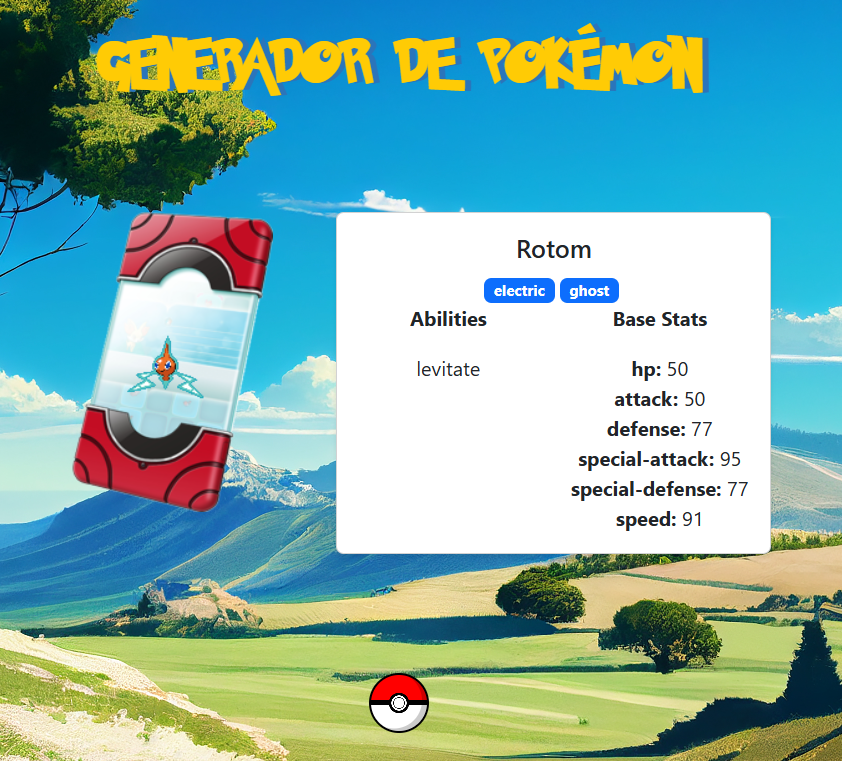 GENERADOR DE POKÉMON
Rotom
electric ghost
Abilities Base Stats
levitate hp: 50
attack: 50
defense: 77
special-attack: 95
special-defense: 77
speed: 91